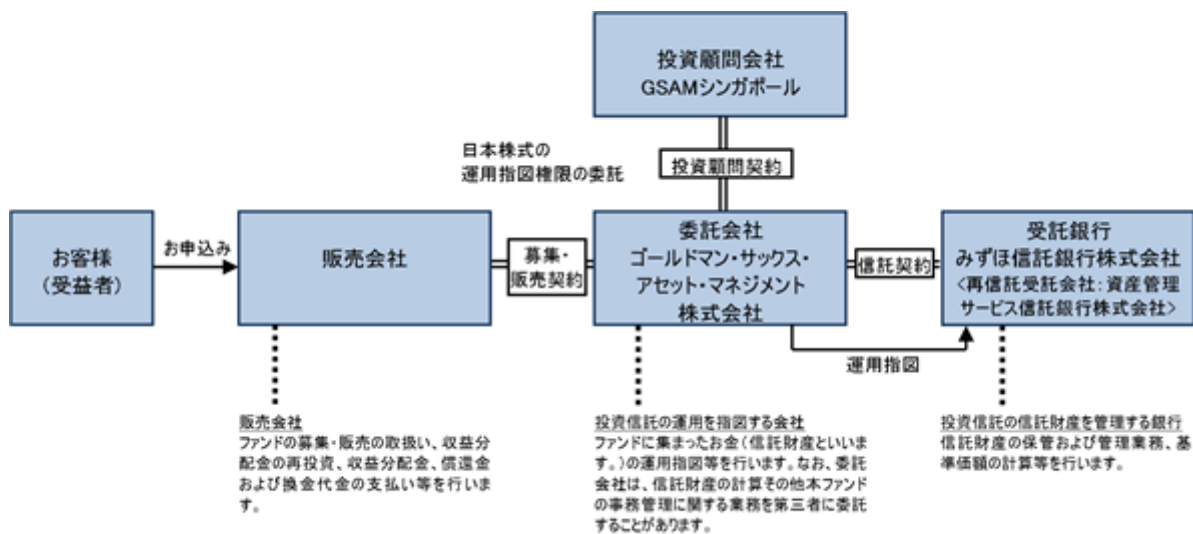 投資顧問会社
GSAMシンガポール
日本株式の
運用指図権限の委託
投資顧問契約
お客様
(受益者)
お申込み
販売会社
募集・
販売契約
委託会社
ゴールドマン・サックス・
アセット・マネジメント
株式会社
信託契約
受託銀行
みずほ信託銀行株式会社
<再信託受託会社:資産管理
サービス信託銀行株式会社>
運用指図
販売会社
ファンドの募集・販売の取扱い、収益分
配金の再投資、収益分配金、償還金
および換金代金の支払い等を行いま
す。
投資信託の運用を指図する会社
ファンドに集まったお金(信託財産といいま
す。)の運用指図等を行います。なお、委託
会社は、信託財産の計算その他本ファンド
の事務管理に関する業務を第三者に委託
することがあります。
投資信託の信託財産を管理する銀行
信託財産の保管および管理業務、基
準価額の計算等を行います。